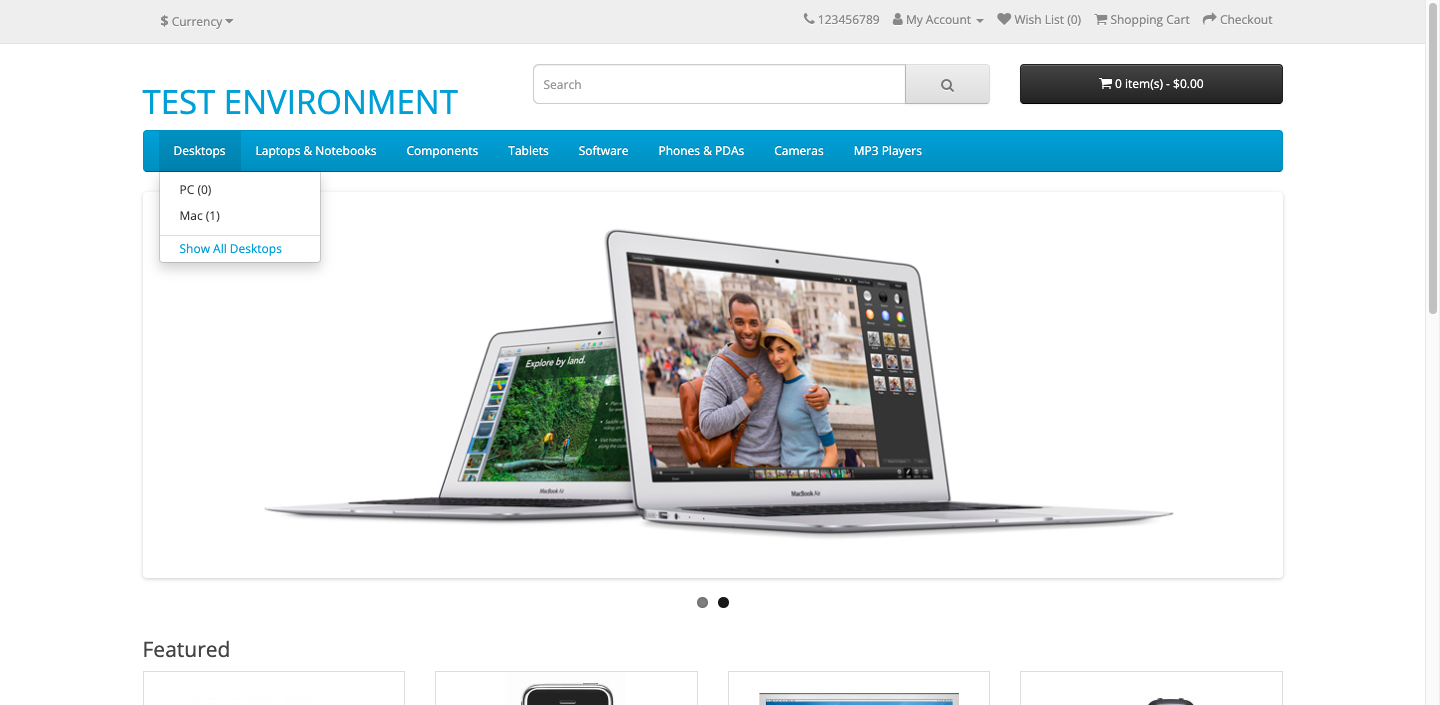 $ Currency
123456789 My Account Wish List (0) Shopping Cart Checkout
TEST ENVIRONMENT
Search
0 item(s) - $0.00
Desktops Laptops & Notebooks Components Tablets Software Phones & PDAs Cameras MP3 Players
PC (0)
Mac (1)
Show All Desktops
Explore by land.
MacBook Air
MacBook Air
Featured